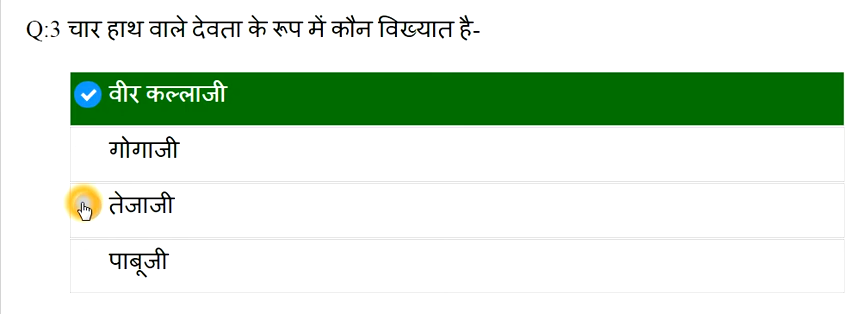 Q:3 चार हाथ वाले देवता के रूप में कौन विख्यात है-
वीर कल्लाजी
गोगाजी
तेजाजी
पाबूजी